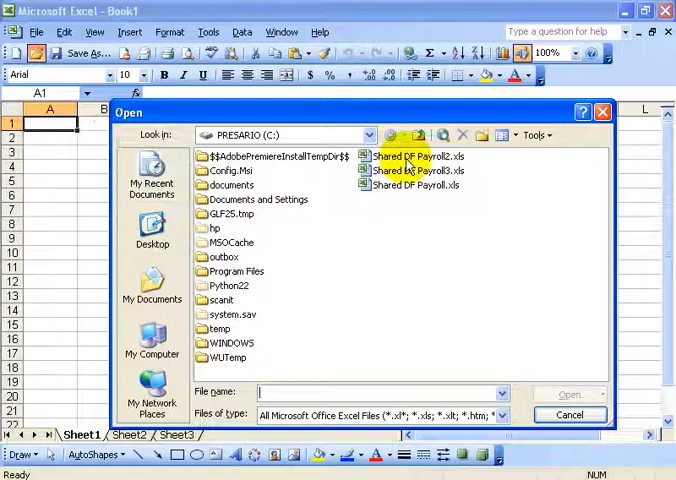 Microsoft Excel - Book1
File Edit View Insert Format Tools Data Window Help
Type a question for help
Save As... 100%
Arial 10 B I U $ % ,
A1
A B L
1
2
3
4
5
6
7
8
9
10
11
12
13
14
15
16
17
18
19
20
21
22
Open
Look in: PRESARIO (C:) Tools
My Recent Documents
Desktop
My Documents
My Computer
My Network Places
$$AdobePremiereInstallTempDir$$
Config.Msi
documents
Documents and Settings
GLF25.tmp
hp
MSOCache
outbox
Program Files
Python22
scanit
system.sav
temp
WINDOWS
WUTemp
Shared DF Payroll2.xls
Shared DF Payroll3.xls
Shared DF Payroll.xls
File name: Open
Files of type: All Microsoft Office Excel Files (*.xl*; *.xls; *.xlt; *.htm; * Cancel
Sheet1 Sheet2 Sheet3
Draw AutoShapes
Ready NUM